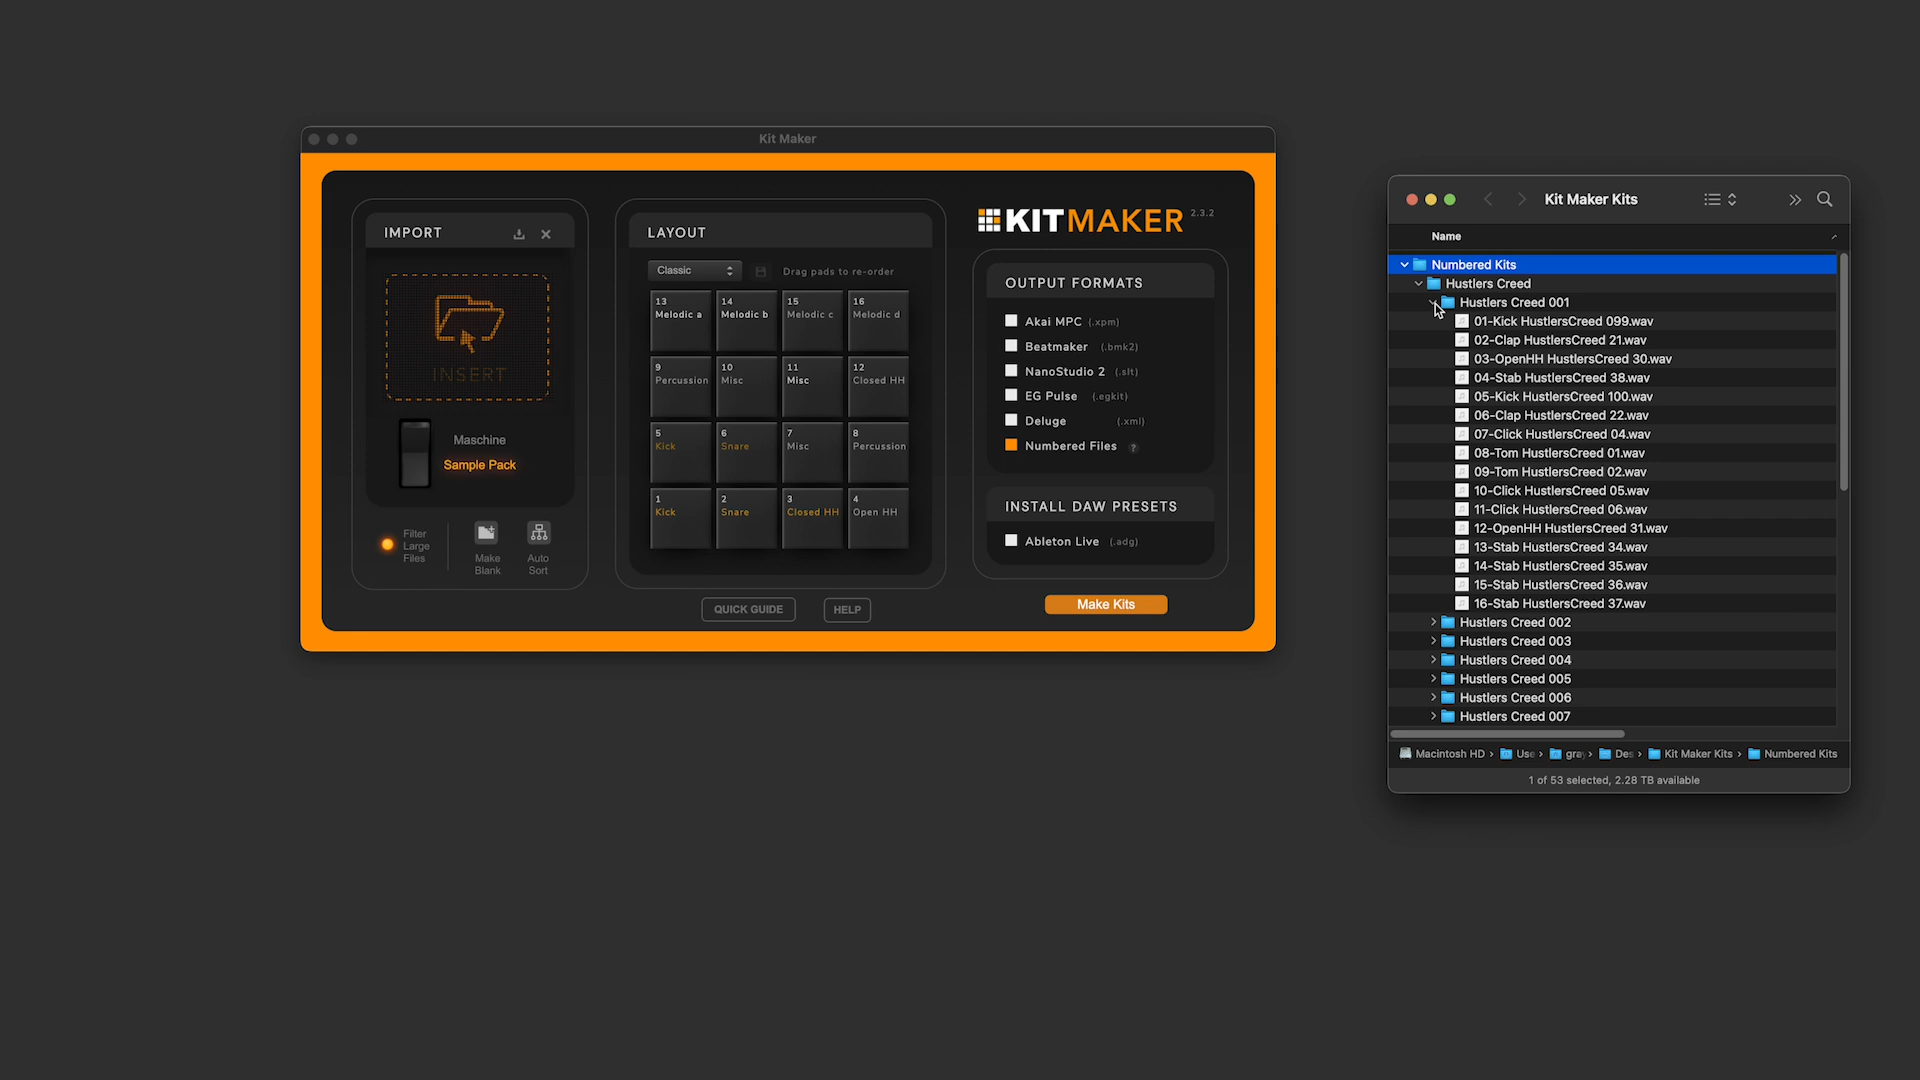 Kit Maker
IMPORT
INSERT
Maschine
Sample Pack
Filter
Large
Files
Make
Blank
Auto
Sort
LAYOUT
Classic
Drag pads to re-order
13
Melodic a
14
Melodic b
15
Melodic c
16
Melodic d
9
Percussion
10
Misc
11
Misc
12
Closed HH
5
Kick
6
Snare
7
Misc
8
Percussion
1
Kick
2
Snare
3
Closed HH
4
Open HH
QUICK GUIDE
HELP
KITMAKER 2.3.2
OUTPUT FORMATS
Akai MPC (.xpm)
Beatmaker (.bmk2)
NanoStudio 2 (.slt)
EG Pulse (.egkit)
Deluge (.xml)
Numbered Files ?
INSTALL DAW PRESETS
Ableton Live (.adg)
Make Kits
Kit Maker Kits
Name
Numbered Kits
Hustlers Creed
Hustlers Creed 001
01-Kick HustlersCreed 099.wav
02-Clap HustlersCreed 21.wav
03-OpenHH HustlersCreed 30.wav
04-Stab HustlersCreed 38.wav
05-Kick HustlersCreed 100.wav
06-Clap HustlersCreed 22.wav
07-Click HustlersCreed 04.wav
08-Tom HustlersCreed 01.wav
09-Tom HustlersCreed 02.wav
10-Click HustlersCreed 05.wav
11-Click HustlersCreed 06.wav
12-OpenHH HustlersCreed 31.wav
13-Stab HustlersCreed 34.wav
14-Stab HustlersCreed 35.wav
15-Stab HustlersCreed 36.wav
16-Stab HustlersCreed 37.wav
Hustlers Creed 002
Hustlers Creed 003
Hustlers Creed 004
Hustlers Creed 005
Hustlers Creed 006
Hustlers Creed 007
Macintosh HD › Use › gray › Des › Kit Maker Kits › Numbered Kits
1 of 53 selected, 2.28 TB available